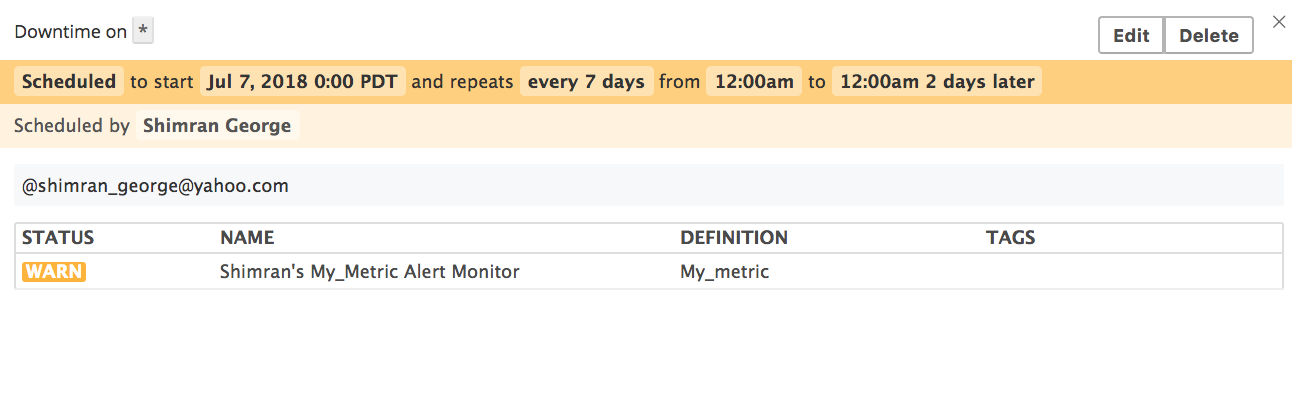 Downtime on * Edit Delete ×
Scheduled to start Jul 7, 2018 0:00 PDT and repeats every 7 days from 12:00am to 12:00am 2 days later
Scheduled by Shimran George
@shimran_george@yahoo.com
STATUS NAME DEFINITION TAGS
WARN Shimran's My_Metric Alert Monitor My_metric